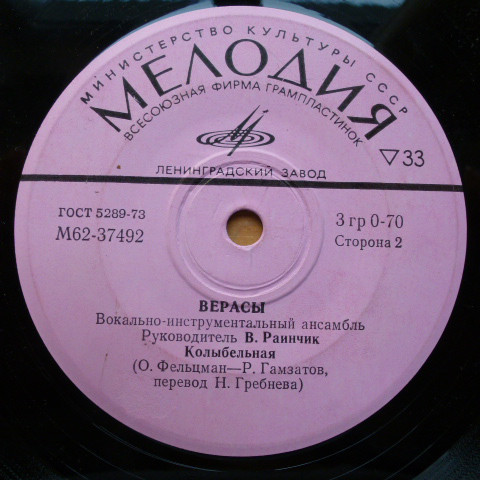 МИНИСТЕРСТВО КУЛЬТУРЫ СССР
МЕЛОДИЯ
ВСЕСОЮЗНАЯ ФИРМА ГРАМПЛАСТИНОК
▽33
ЛЕНИНГРАДСКИЙ ЗАВОД
ГОСТ 5289-73
3 гр 0-70
М62-37492
Сторона 2
ВЕРАСЫ
Вокально-инструментальный ансамбль
Руководитель В. Раинчик
Колыбельная
(О. Фельцман—Р. Гамзатов,
перевод Н. Гребнева)